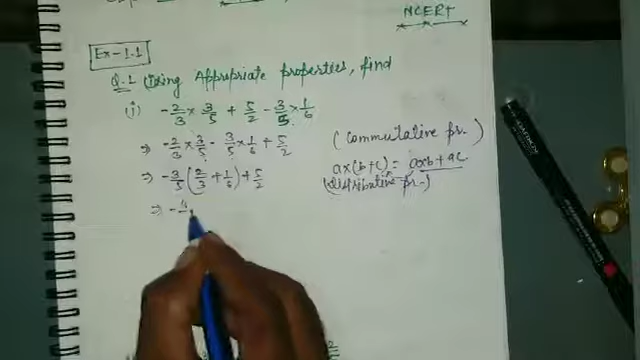 NCERT
Ex-1.1
Q.1 Using Appropriate properties, find
(i) -2/3 × 3/5 + 5/2 - 3/5 × 1/6
⇒ -2/3 × 3/5 - 3/5 × 1/6 + 5/2 (Commutative pr.)
a×(b+c) = a×b + ac
⇒ -3/5 (2/3 + 1/6) + 5/2 (distributive pr.)
⇒ -